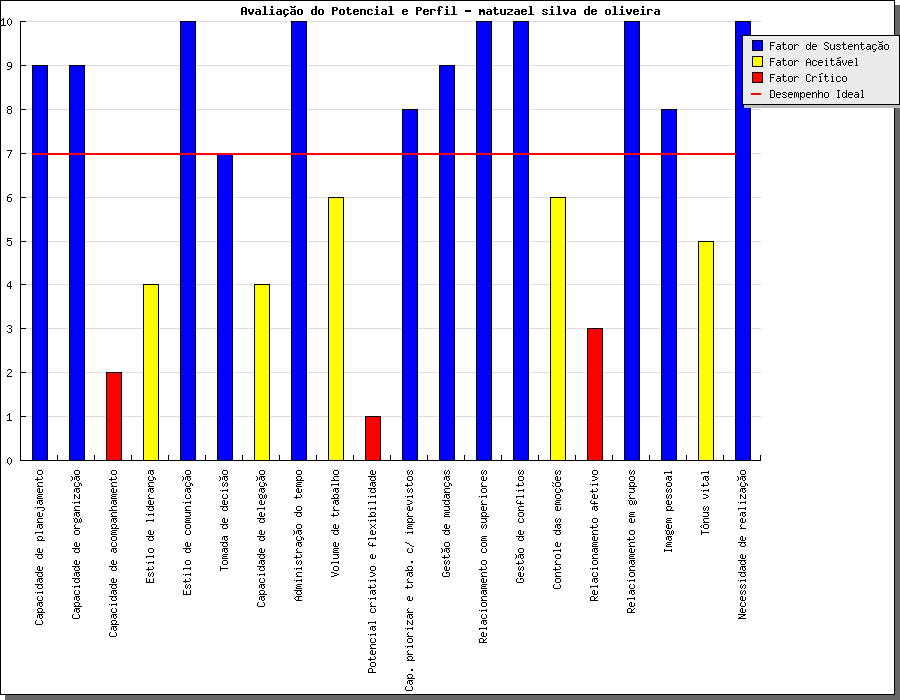 Avaliação do Potencial e Perfil - matuzael silva de oliveira
10
9
8
7
6
5
4
3
2
1
0
Fator de Sustentação
Fator Aceitável
Fator Crítico
Desempenho Ideal
Capacidade de planejamento
Capacidade de organização
Capacidade de acompanhamento
Estilo de liderança
Estilo de comunicação
Tomada de decisão
Capacidade de delegação
Administração do tempo
Volume de trabalho
Potencial criativo e flexibilidade
Cap. priorizar e trab. c/ imprevistos
Gestão de mudanças
Relacionamento com superiores
Gestão de conflitos
Controle das emoções
Relacionamento afetivo
Relacionamento em grupos
Imagem pessoal
Tônus vital
Necessidade de realização